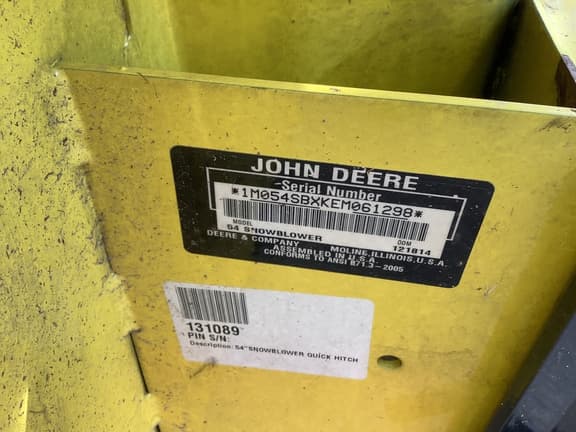 JOHN DEERE
Serial Number
*1M054SBXKEM061298*
MODEL DOM
54 SNOWBLOWER 121814
DEERE & COMPANY MOLINE,ILLINOIS,U.S.A.
ASSEMBLED IN U.S.A.
CONFORMS TO ANSI B71.3-2005
131089
PIN S/N:
Description: 54"SNOWBLOWER QUICK HITCH